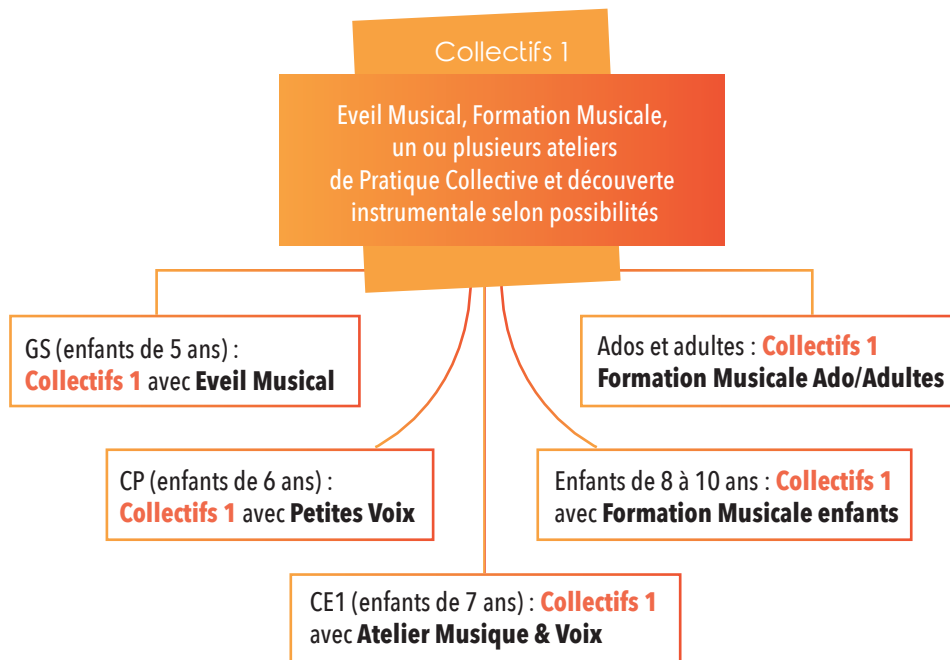 Collectifs 1
Eveil Musical, Formation Musicale,
un ou plusieurs ateliers
de Pratique Collective et découverte
instrumentale selon possibilités
GS (enfants de 5 ans) :
Collectifs 1 avec Eveil Musical
Ados et adultes : Collectifs 1
Formation Musicale Ado/Adultes
CP (enfants de 6 ans) :
Collectifs 1 avec Petites Voix
Enfants de 8 à 10 ans : Collectifs 1
avec Formation Musicale enfants
CE1 (enfants de 7 ans) : Collectifs 1
avec Atelier Musique & Voix